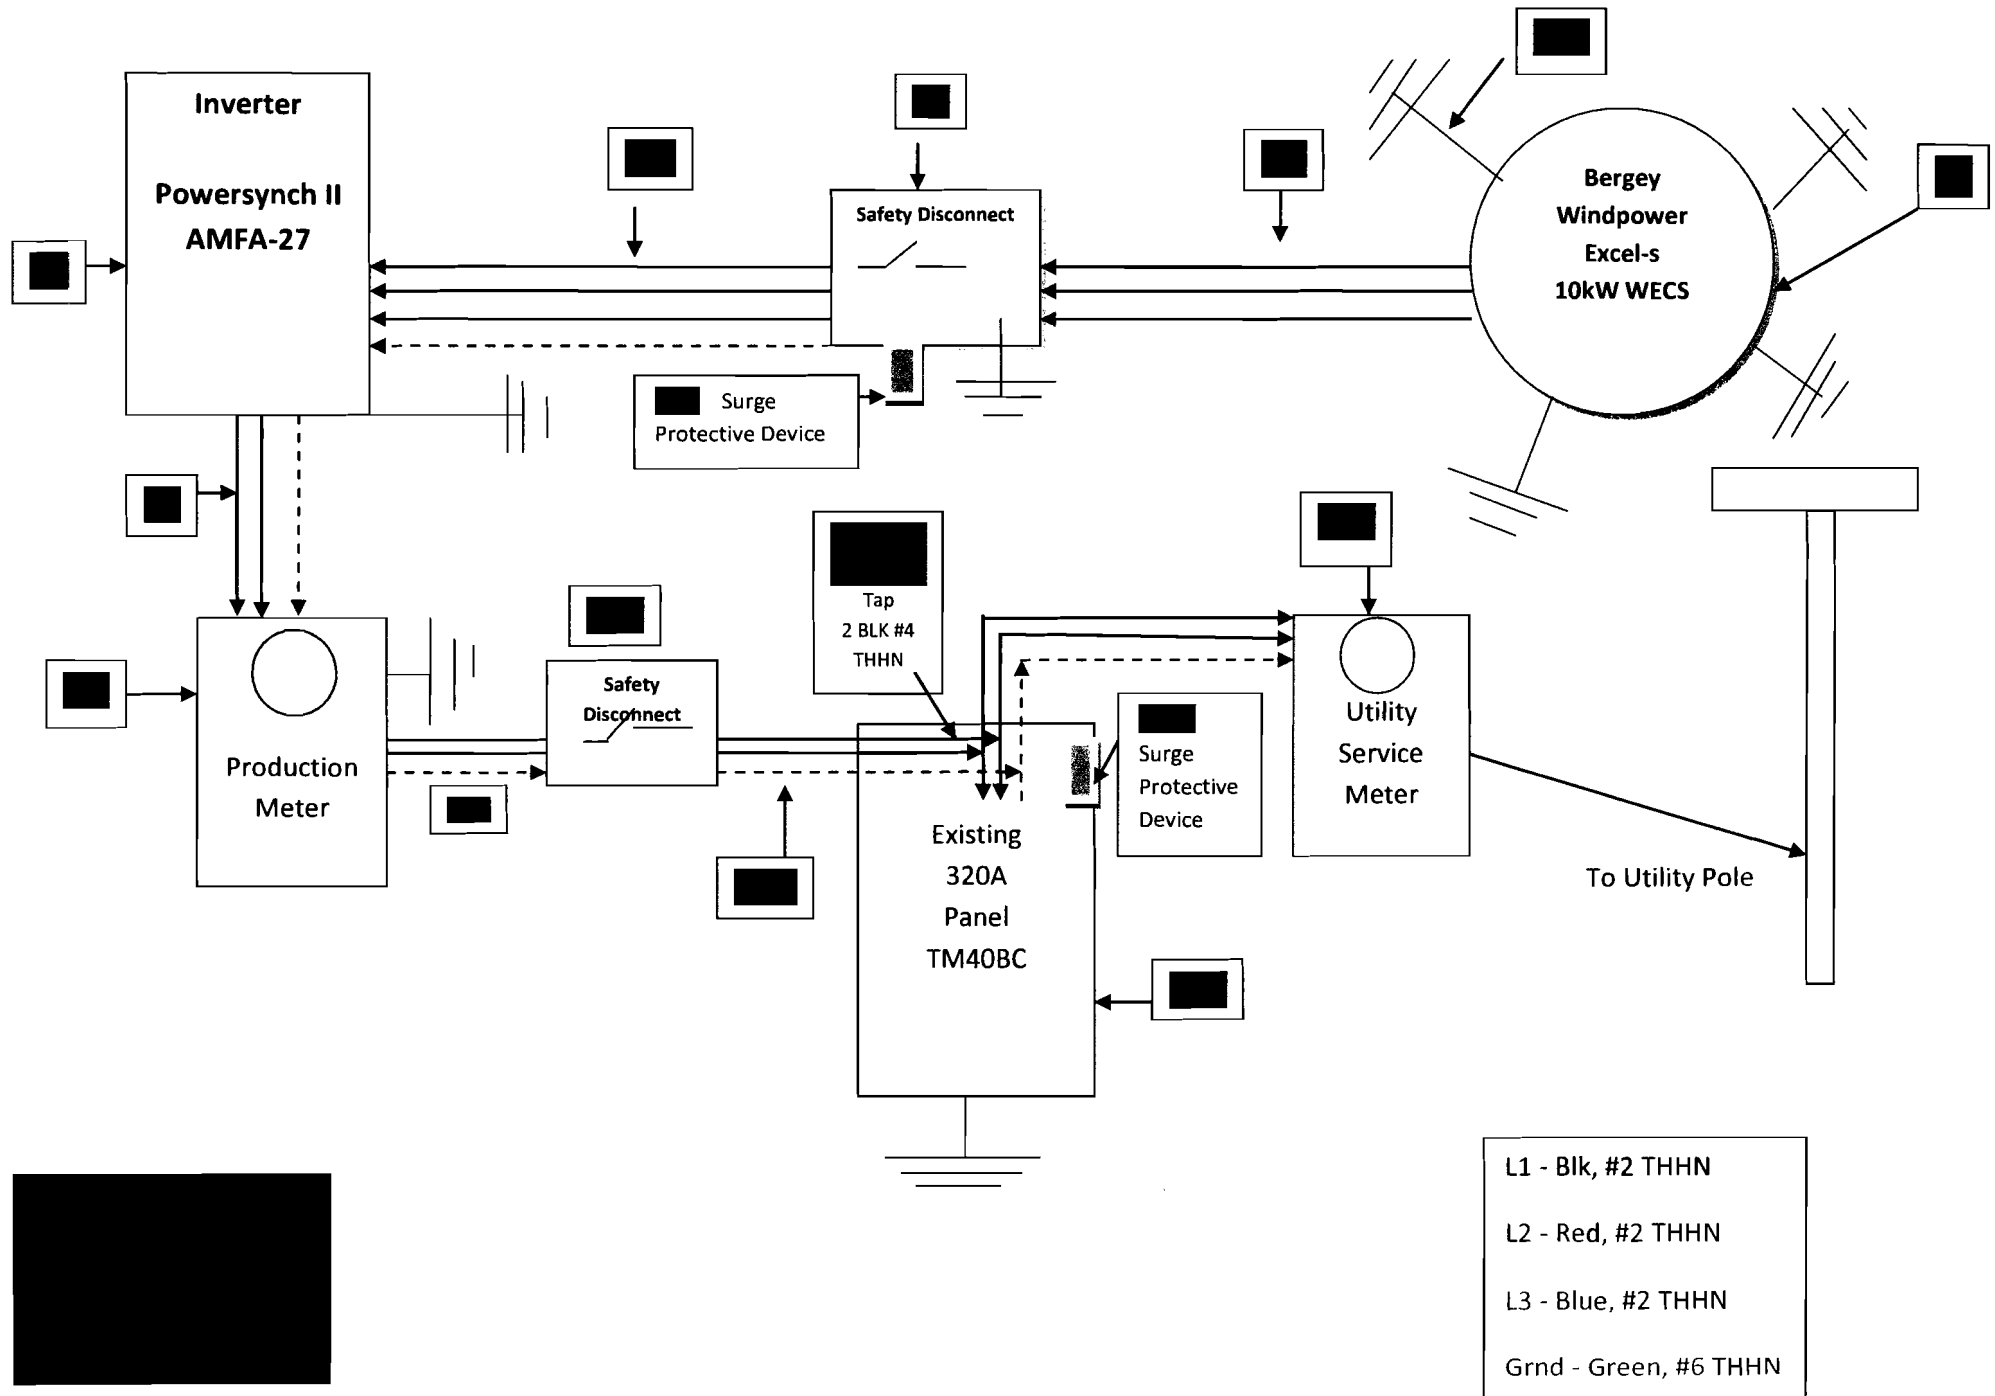 Inverter
Powersynch II
AMFA-27
Safety Disconnect
Bergey
Windpower
Excel-s
10kW WECS
Surge
Protective Device
Tap
2 BLK #4
THHN
Safety
Disconnect
Production
Meter
Utility
Service
Meter
Surge
Protective
Device
Existing
320A
Panel
TM40BC
To Utility Pole
L1 - Blk, #2 THHN
L2 - Red, #2 THHN
L3 - Blue, #2 THHN
Grnd - Green, #6 THHN